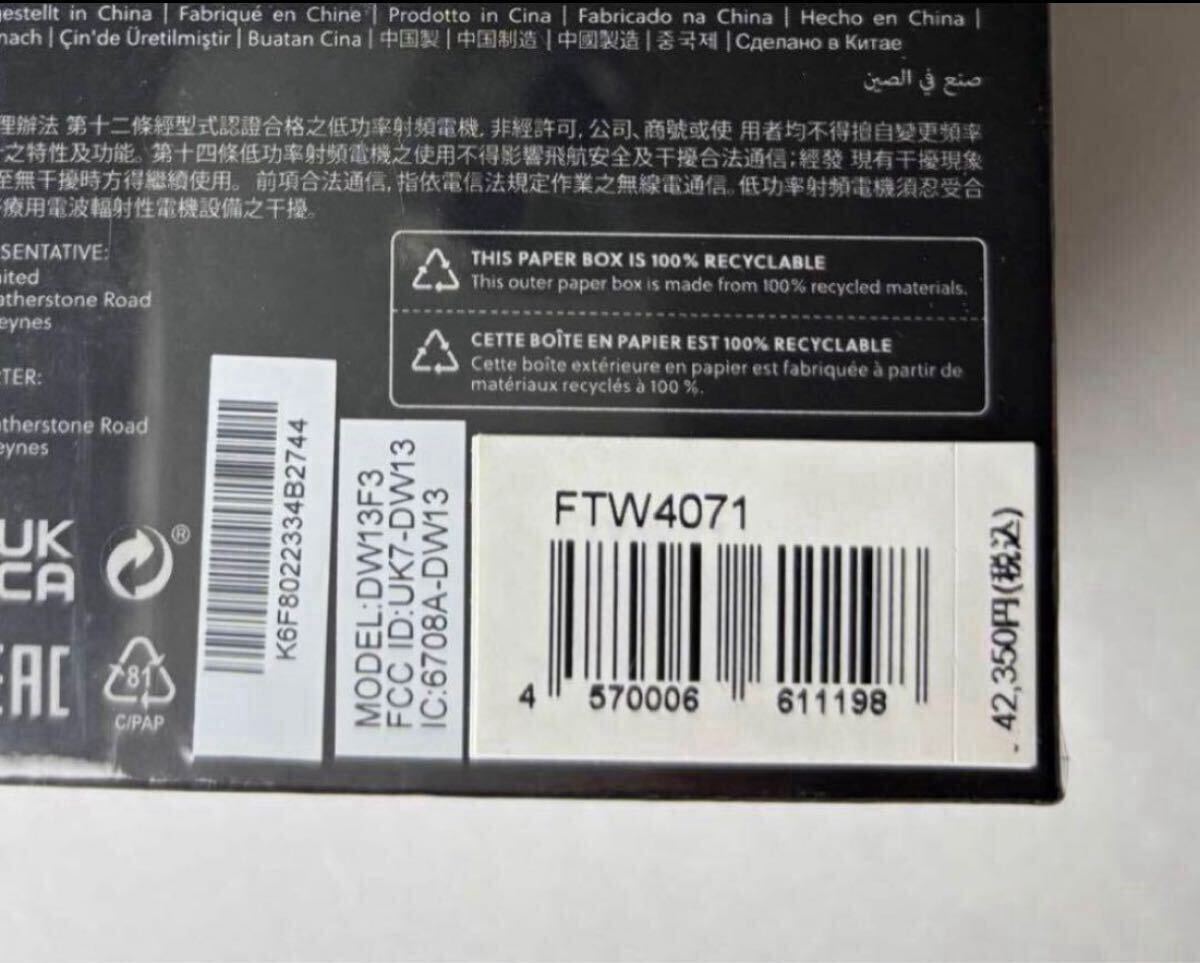 gestellt in China | Fabriqué en Chine | Prodotto in Cina | Fabricado na China | Hecho en China |
mach | Çin'de Üretilmiştir | Buatan Cina | 中国製 | 中国制造 | 中國製造 | 중국제 | Сделано в Китае
صنع في الصين
理辦法 第十二條經型式認證合格之低功率射頻電機, 非經許可, 公司、商號或使 用者均不得擅自變更頻率
之特性及功能。第十四條低功率射頻電機之使用不得影響飛航安全及干擾合法通信;經發 現有干擾現象
至無干擾時方得繼續使用。 前項合法通信, 指依電信法規定作業之無線電通信。低功率射頻電機須忍受合
療用電波輻射性電機設備之干擾。
SENTATIVE:
ited
atherstone Road
eynes
TER:
atherstone Road
eynes
THIS PAPER BOX IS 100% RECYCLABLE
This outer paper box is made from 100% recycled materials.
CETTE BOÎTE EN PAPIER EST 100% RECYCLABLE
Cette boîte extérieure en papier est fabriquée à partir de
matériaux recyclés à 100 %.
UK
CA
®
EAC
81
C/PAP
K6F8022334B2744
MODEL:DW13F3
FCC ID:UK7-DW13
IC:6708A-DW13
FTW4071
4 570006 611198
42,350円(税込)